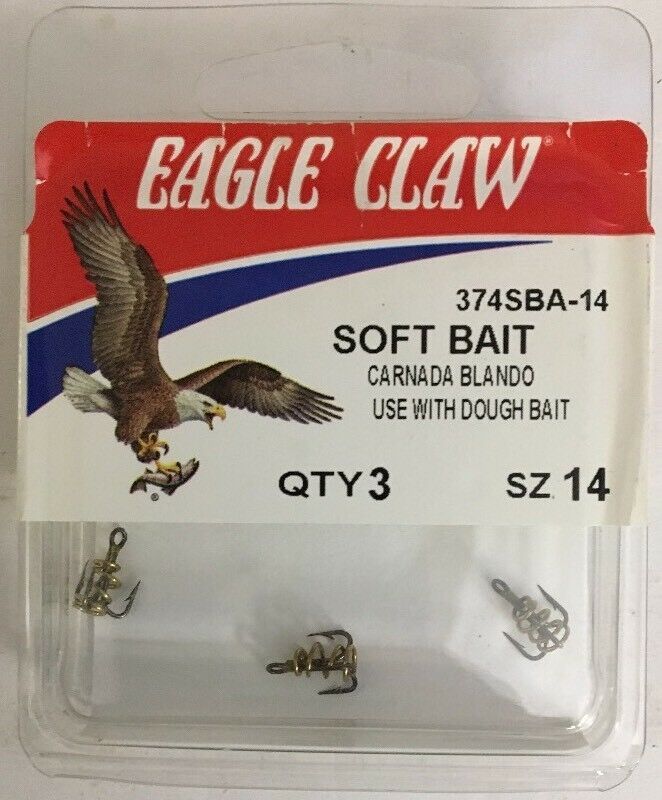 EAGLE CLAW®
374SBA-14
SOFT BAIT
CARNADA BLANDO
USE WITH DOUGH BAIT
QTY 3 SZ. 14
®